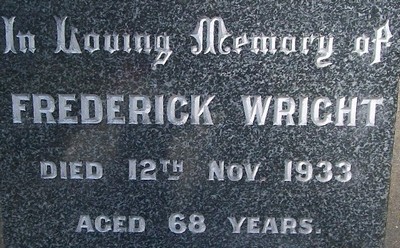 In Loving Memory of
FREDERICK WRIGHT
DIED 12TH NOV. 1933
AGED 68 YEARS.